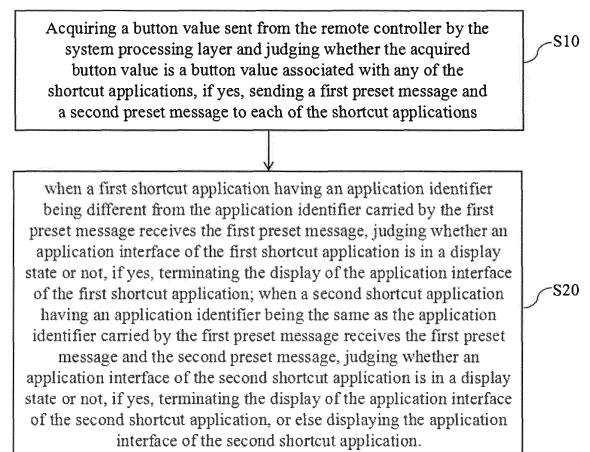 Acquiring a button value sent from the remote controller by the
system processing layer and judging whether the acquired
button value is a button value associated with any of the
shortcut applications, if yes, sending a first preset message and
a second preset message to each of the shortcut applications
S10
when a first shortcut application having an application identifier
being different from the application identifier carried by the first
preset message receives the first preset message, judging whether an
application interface of the first shortcut application is in a display
state or not, if yes, terminating the display of the application interface
of the first shortcut application; when a second shortcut application
having an application identifier being the same as the application
identifier carried by the first preset message receives the first preset
message and the second preset message, judging whether an
application interface of the second shortcut application is in a display
state or not, if yes, terminating the display of the application interface
of the second shortcut application, or else displaying the application
interface of the second shortcut application.
S20